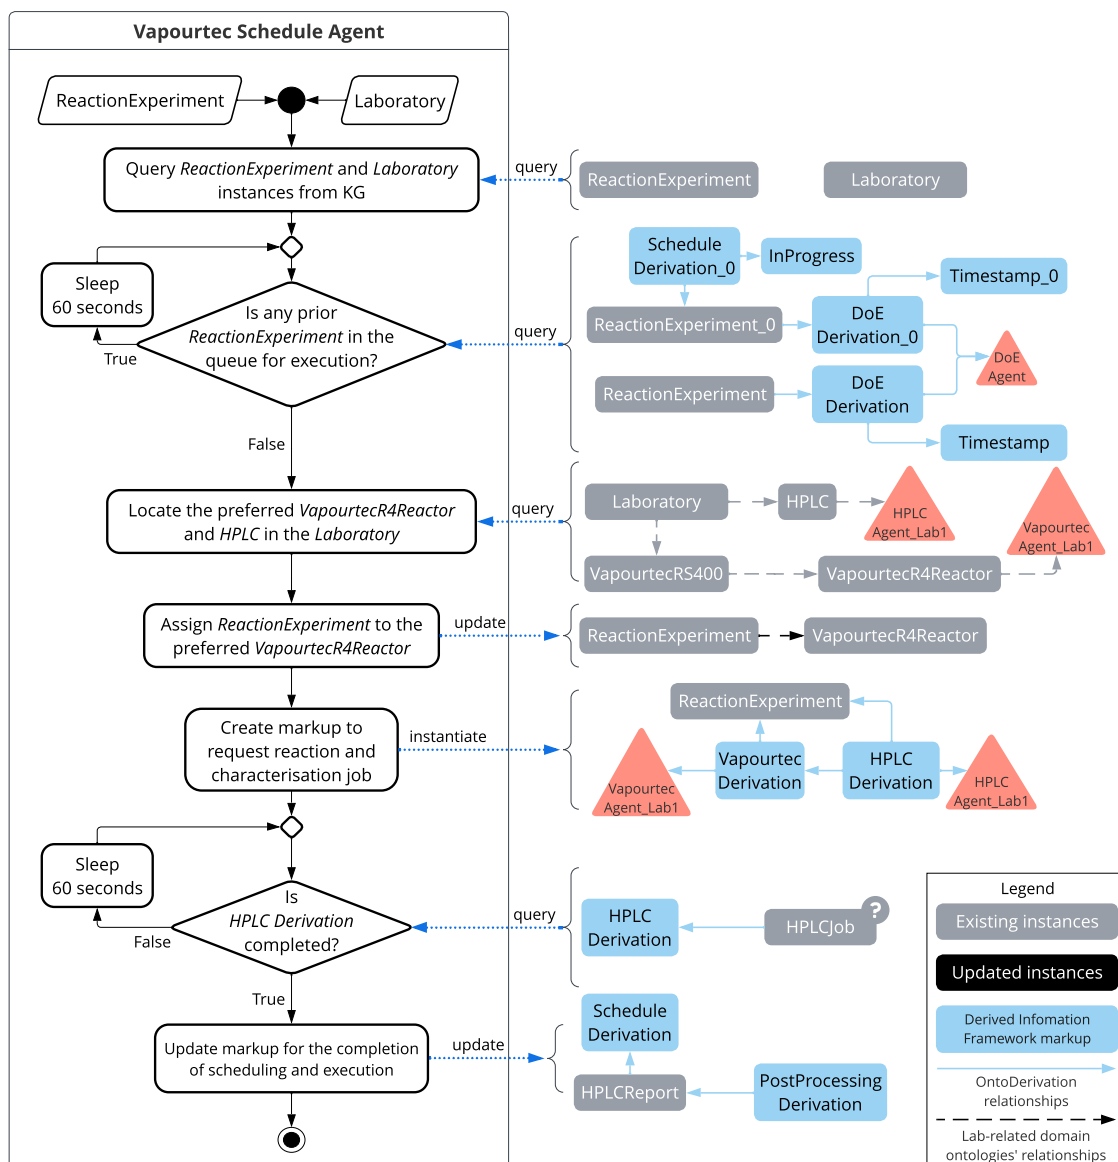 Vapourtec Schedule Agent
ReactionExperiment
Laboratory
Query ReactionExperiment and Laboratory
instances from KG
query
ReactionExperiment
Laboratory
Sleep
60 seconds
True
Is any prior
ReactionExperiment in the
queue for execution?
False
query
Schedule
Derivation_0
InProgress
ReactionExperiment_0
DoE
Derivation_0
Timestamp_0
DoE
Agent
ReactionExperiment
DoE
Derivation
Timestamp
Locate the preferred VapourtecR4Reactor
and HPLC in the Laboratory
query
Laboratory
HPLC
HPLC
Agent_Lab1
Vapourtec
Agent_Lab1
VapourtecRS400
VapourtecR4Reactor
Assign ReactionExperiment to the
preferred VapourtecR4Reactor
update
ReactionExperiment
VapourtecR4Reactor
Create markup to
request reaction and
characterisation job
instantiate
ReactionExperiment
Vapourtec
Agent_Lab1
Vapourtec
Derivation
HPLC
Derivation
HPLC
Agent_Lab1
Sleep
60 seconds
False
Is
HPLC Derivation
completed?
True
query
HPLC
Derivation
HPLCJob
?
Update markup for the completion
of scheduling and execution
update
Schedule
Derivation
HPLCReport
PostProcessing
Derivation
Legend
Existing instances
Updated instances
Derived Infomation
Framework markup
OntoDerivation
relationships
Lab-related domain
ontologies' relationships